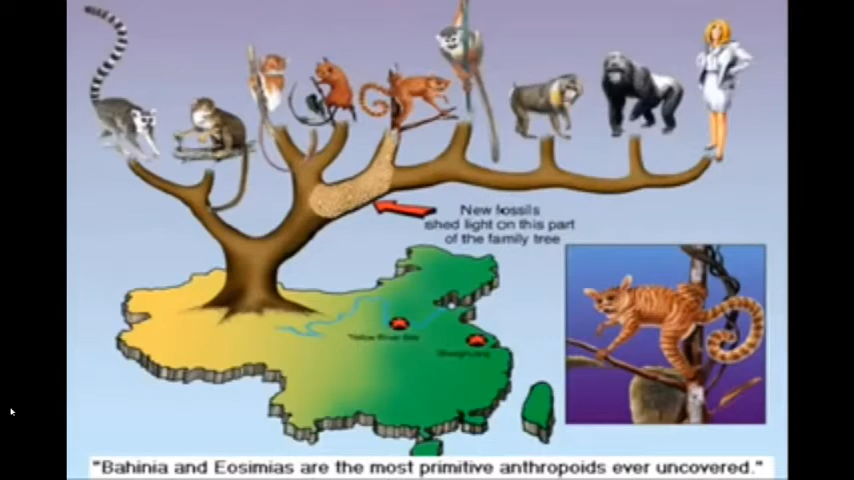 New fossils
shed light on this part
of the family tree
Yellow River Site
Shanghuang
"Bahinia and Eosimias are the most primitive anthropoids ever uncovered."